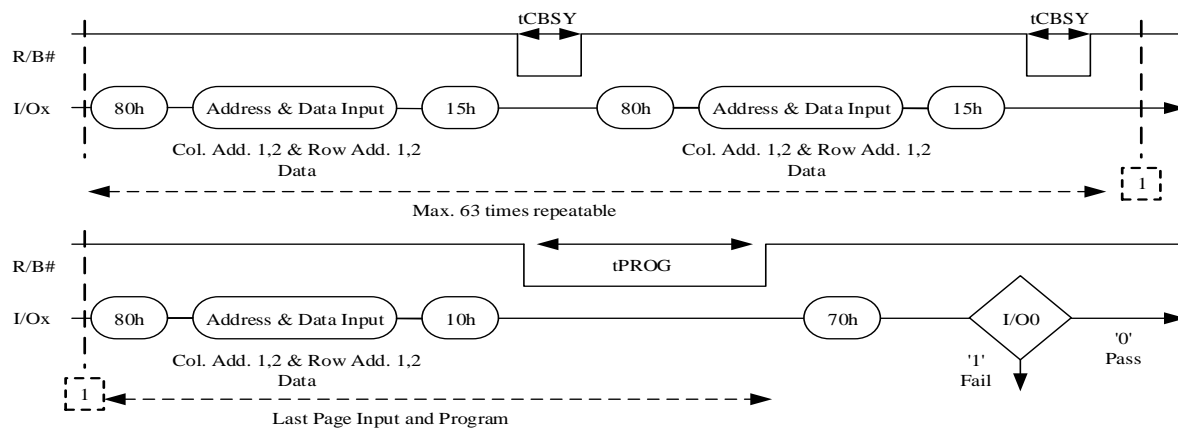 tCBSY tCBSY
R/B#
I/Ox 80h Address & Data Input 15h 80h Address & Data Input 15h
Col. Add. 1,2 & Row Add. 1,2 Col. Add. 1,2 & Row Add. 1,2
Data Data
1
Max. 63 times repeatable
R/B#
tPROG
I/Ox 80h Address & Data Input 10h 70h I/O0
'0'
Pass
Col. Add. 1,2 & Row Add. 1,2 '1'
Data Fail
1
Last Page Input and Program